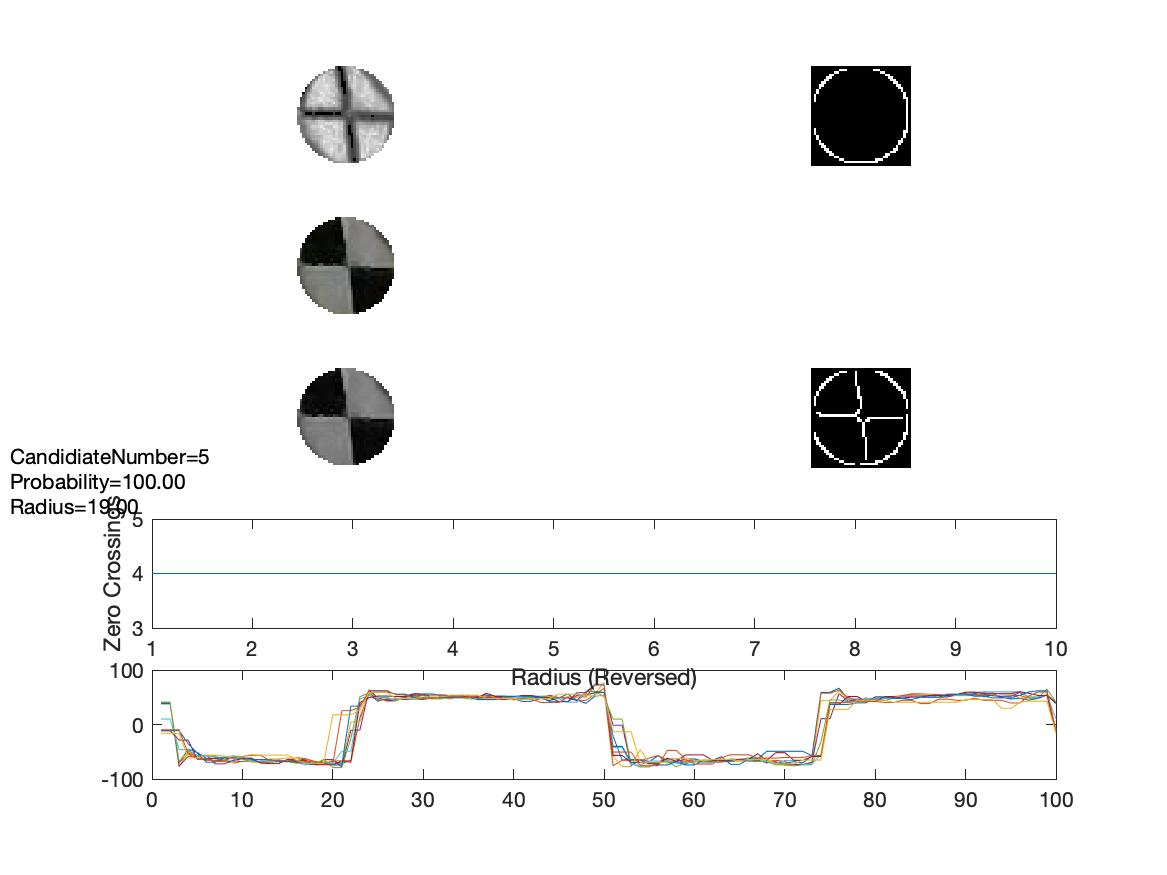 CandidiateNumber=5
Probability=100.00
Radius=19.00
Zero Crossings
5
4
3
1 2 3 4 5 6 7 8 9 10
Radius (Reversed)
100
0
-100
0 10 20 30 40 50 60 70 80 90 100